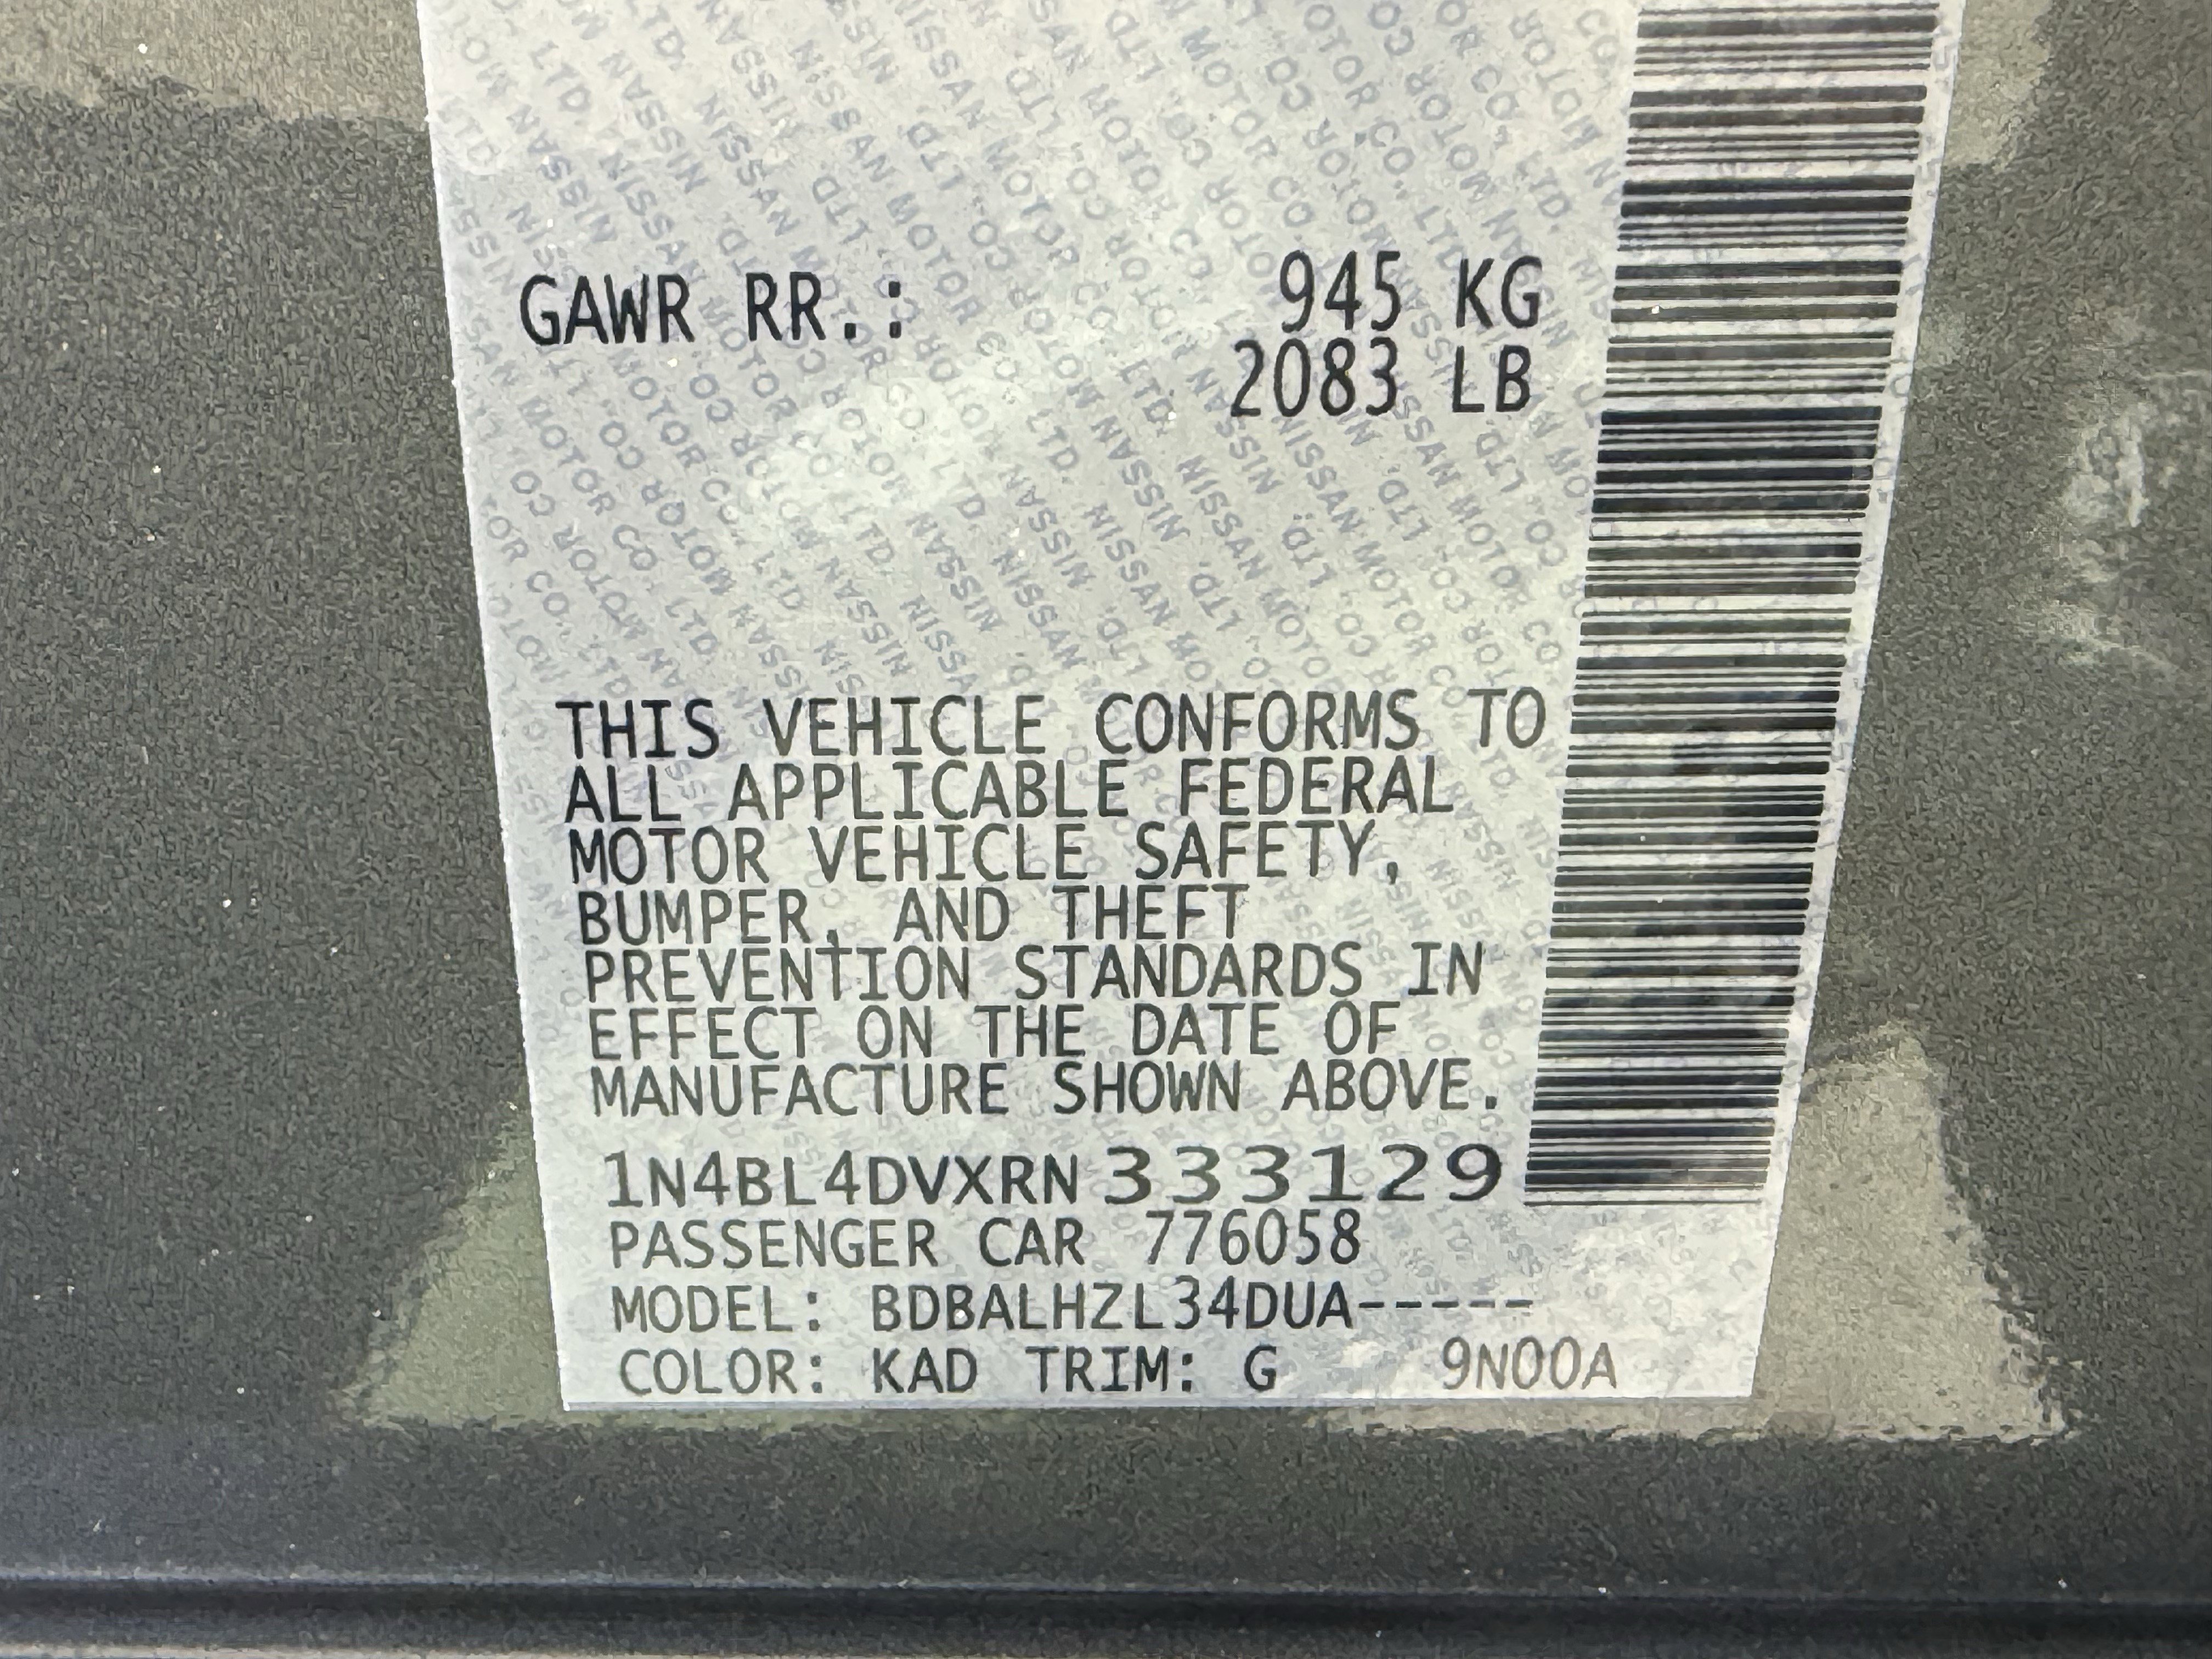 GAWR RR.: 945 KG
2083 LB
THIS VEHICLE CONFORMS TO
ALL APPLICABLE FEDERAL
MOTOR VEHICLE SAFETY,
BUMPER, AND THEFT
PREVENTION STANDARDS IN
EFFECT ON THE DATE OF
MANUFACTURE SHOWN ABOVE.
1N4BL4DVXRN333129
PASSENGER CAR 776058
MODEL: BDBALHZL34DUA-----
COLOR: KAD TRIM: G 9N00A